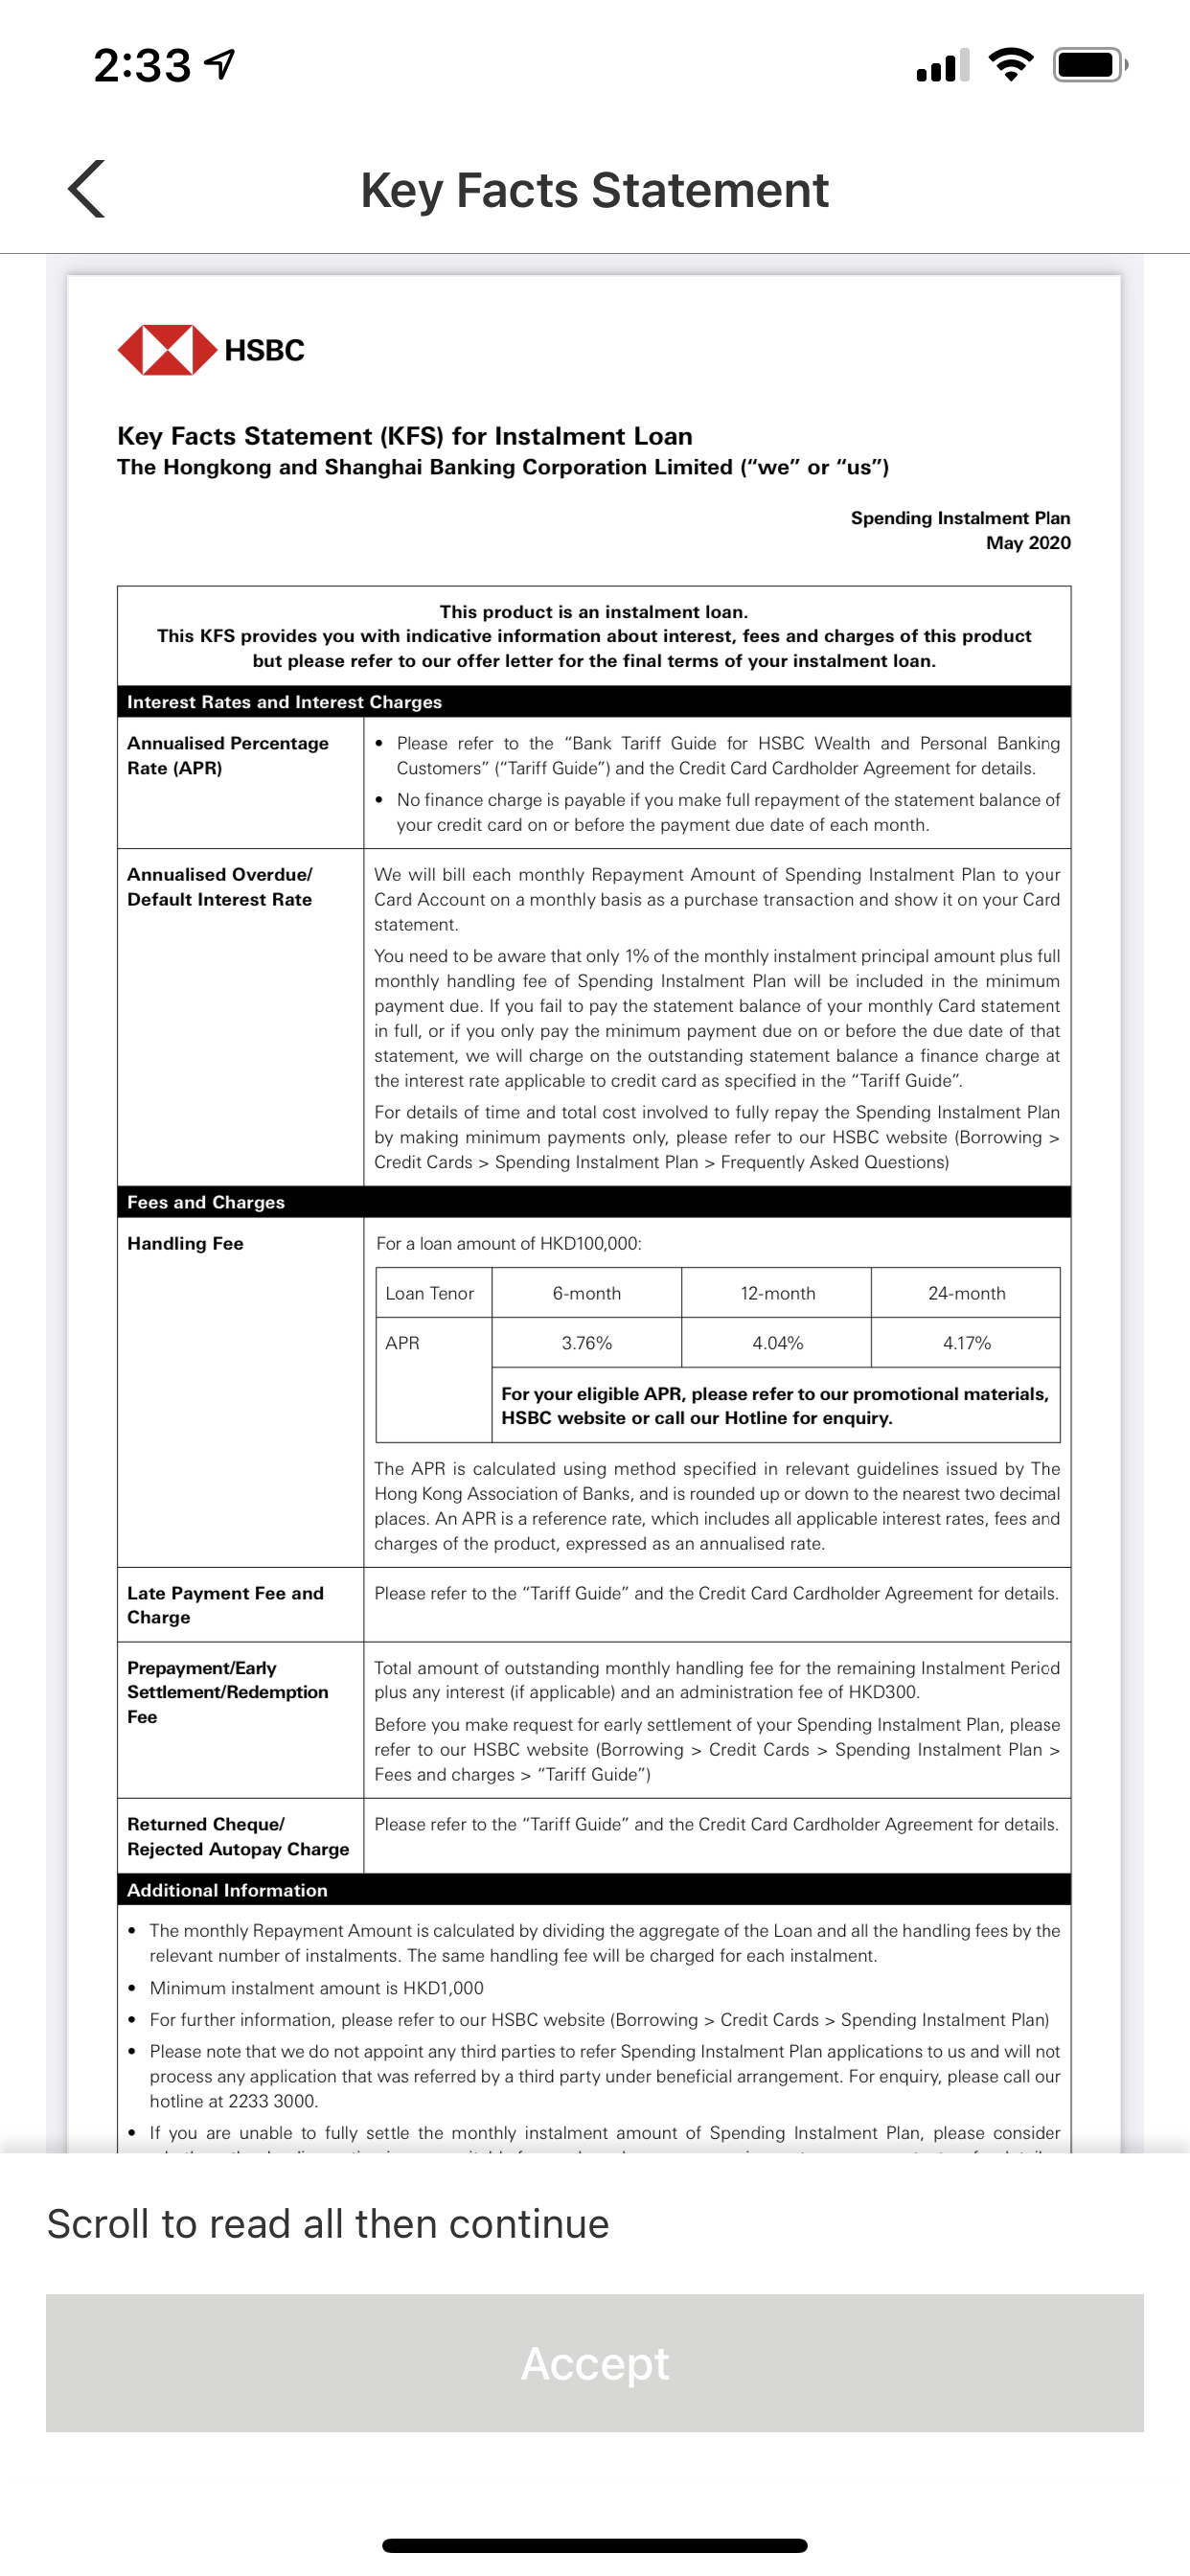 2:33
Key Facts Statement
HSBC
Key Facts Statement (KFS) for Instalment Loan
The Hongkong and Shanghai Banking Corporation Limited (“we” or “us”)
Spending Instalment Plan
May 2020
This product is an instalment loan.
This KFS provides you with indicative information about interest, fees and charges of this product
but please refer to our offer letter for the final terms of your instalment loan.
Interest Rates and Interest Charges
Annualised Percentage
Rate (APR)
• Please refer to the “Bank Tariff Guide for HSBC Wealth and Personal Banking
Customers” (“Tariff Guide”) and the Credit Card Cardholder Agreement for details.
• No finance charge is payable if you make full repayment of the statement balance of
your credit card on or before the payment due date of each month.
Annualised Overdue/
Default Interest Rate
We will bill each monthly Repayment Amount of Spending Instalment Plan to your
Card Account on a monthly basis as a purchase transaction and show it on your Card
statement.
You need to be aware that only 1% of the monthly instalment principal amount plus full
monthly handling fee of Spending Instalment Plan will be included in the minimum
payment due. If you fail to pay the statement balance of your monthly Card statement
in full, or if you only pay the minimum payment due on or before the due date of that
statement, we will charge on the outstanding statement balance a finance charge at
the interest rate applicable to credit card as specified in the “Tariff Guide”.
For details of time and total cost involved to fully repay the Spending Instalment Plan
by making minimum payments only, please refer to our HSBC website (Borrowing >
Credit Cards > Spending Instalment Plan > Frequently Asked Questions)
Fees and Charges
Handling Fee
For a loan amount of HKD100,000:
Loan Tenor 6-month 12-month 24-month
APR 3.76% 4.04% 4.17%
For your eligible APR, please refer to our promotional materials,
HSBC website or call our Hotline for enquiry.
The APR is calculated using method specified in relevant guidelines issued by The
Hong Kong Association of Banks, and is rounded up or down to the nearest two decimal
places. An APR is a reference rate, which includes all applicable interest rates, fees and
charges of the product, expressed as an annualised rate.
Late Payment Fee and
Charge
Please refer to the “Tariff Guide” and the Credit Card Cardholder Agreement for details.
Prepayment/Early
Settlement/Redemption
Fee
Total amount of outstanding monthly handling fee for the remaining Instalment Period
plus any interest (if applicable) and an administration fee of HKD300.
Before you make request for early settlement of your Spending Instalment Plan, please
refer to our HSBC website (Borrowing > Credit Cards > Spending Instalment Plan >
Fees and charges > “Tariff Guide”)
Returned Cheque/
Rejected Autopay Charge
Please refer to the “Tariff Guide” and the Credit Card Cardholder Agreement for details.
Additional Information
• The monthly Repayment Amount is calculated by dividing the aggregate of the Loan and all the handling fees by the
relevant number of instalments. The same handling fee will be charged for each instalment.
• Minimum instalment amount is HKD1,000
• For further information, please refer to our HSBC website (Borrowing > Credit Cards > Spending Instalment Plan)
• Please note that we do not appoint any third parties to refer Spending Instalment Plan applications to us and will not
process any application that was referred by a third party under beneficial arrangement. For enquiry, please call our
hotline at 2233 3000.
• If you are unable to fully settle the monthly instalment amount of Spending Instalment Plan, please consider
Scroll to read all then continue
Accept